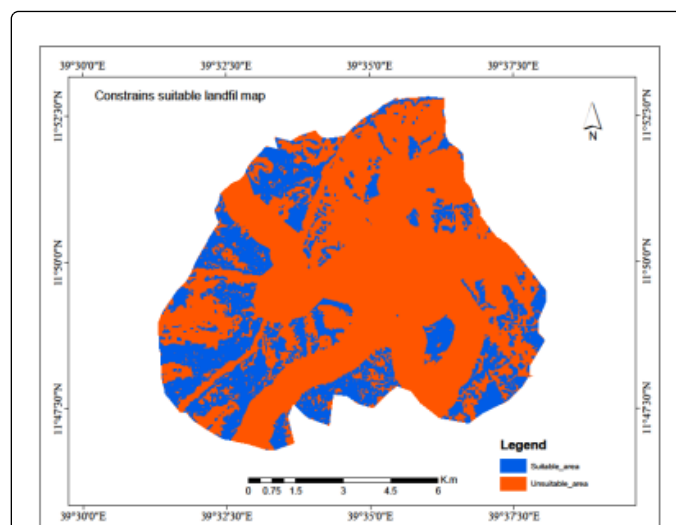 39°30'0"E 39°32'30"E 39°35'0"E 39°37'30"E
Constrains suitable landfil map
11°52'30"N 11°52'30"N
N
11°50'0"N 11°50'0"N
11°47'30"N 11°47'30"N
Legend
Suitable_area
Unsuitable_area
K.m
0 0.75 1.5 3 4.5 6
39°30'0"E 39°32'30"E 39°35'0"E 39°37'30"E